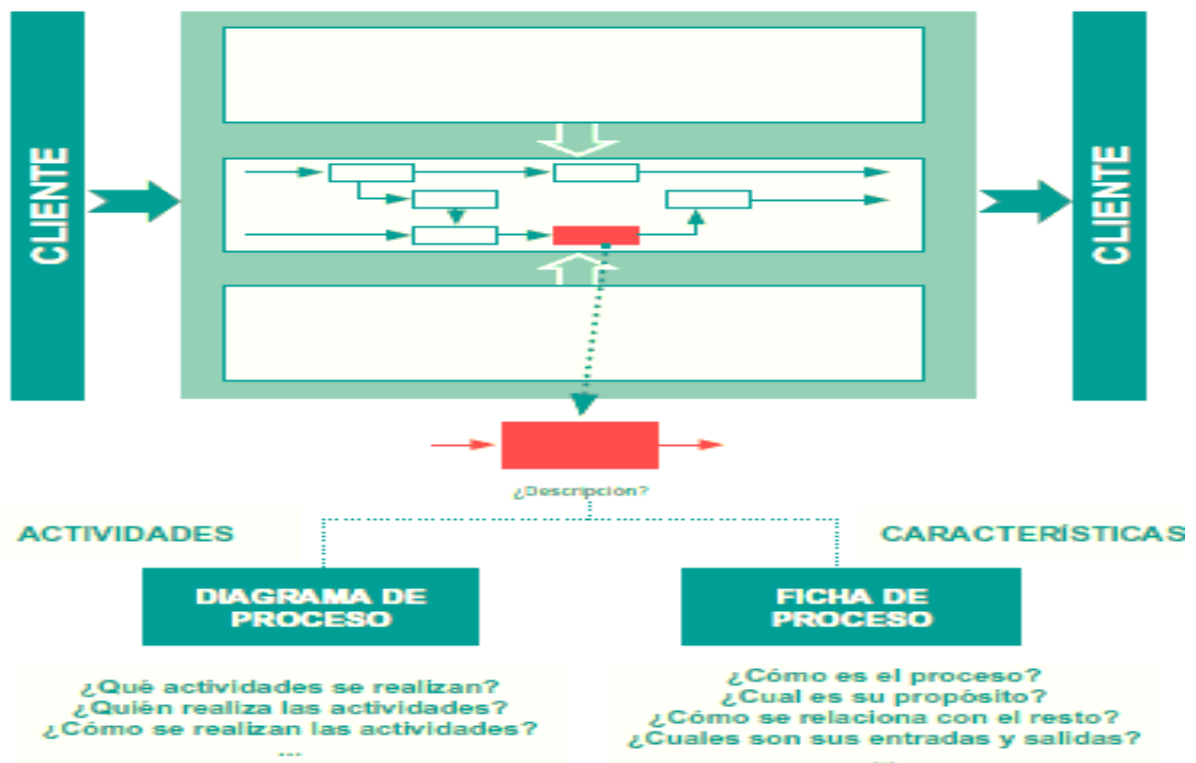 CLIENTE
CLIENTE
¿Descripción?
ACTIVIDADES
CARACTERÍSTICAS
DIAGRAMA DE
PROCESO
FICHA DE
PROCESO
¿Qué actividades se realizan?
¿Quién realiza las actividades?
¿Cómo se realizan las actividades?
...
¿Cómo es el proceso?
¿Cual es su propósito?
¿Cómo se relaciona con el resto?
¿Cuales son sus entradas y salidas?
...